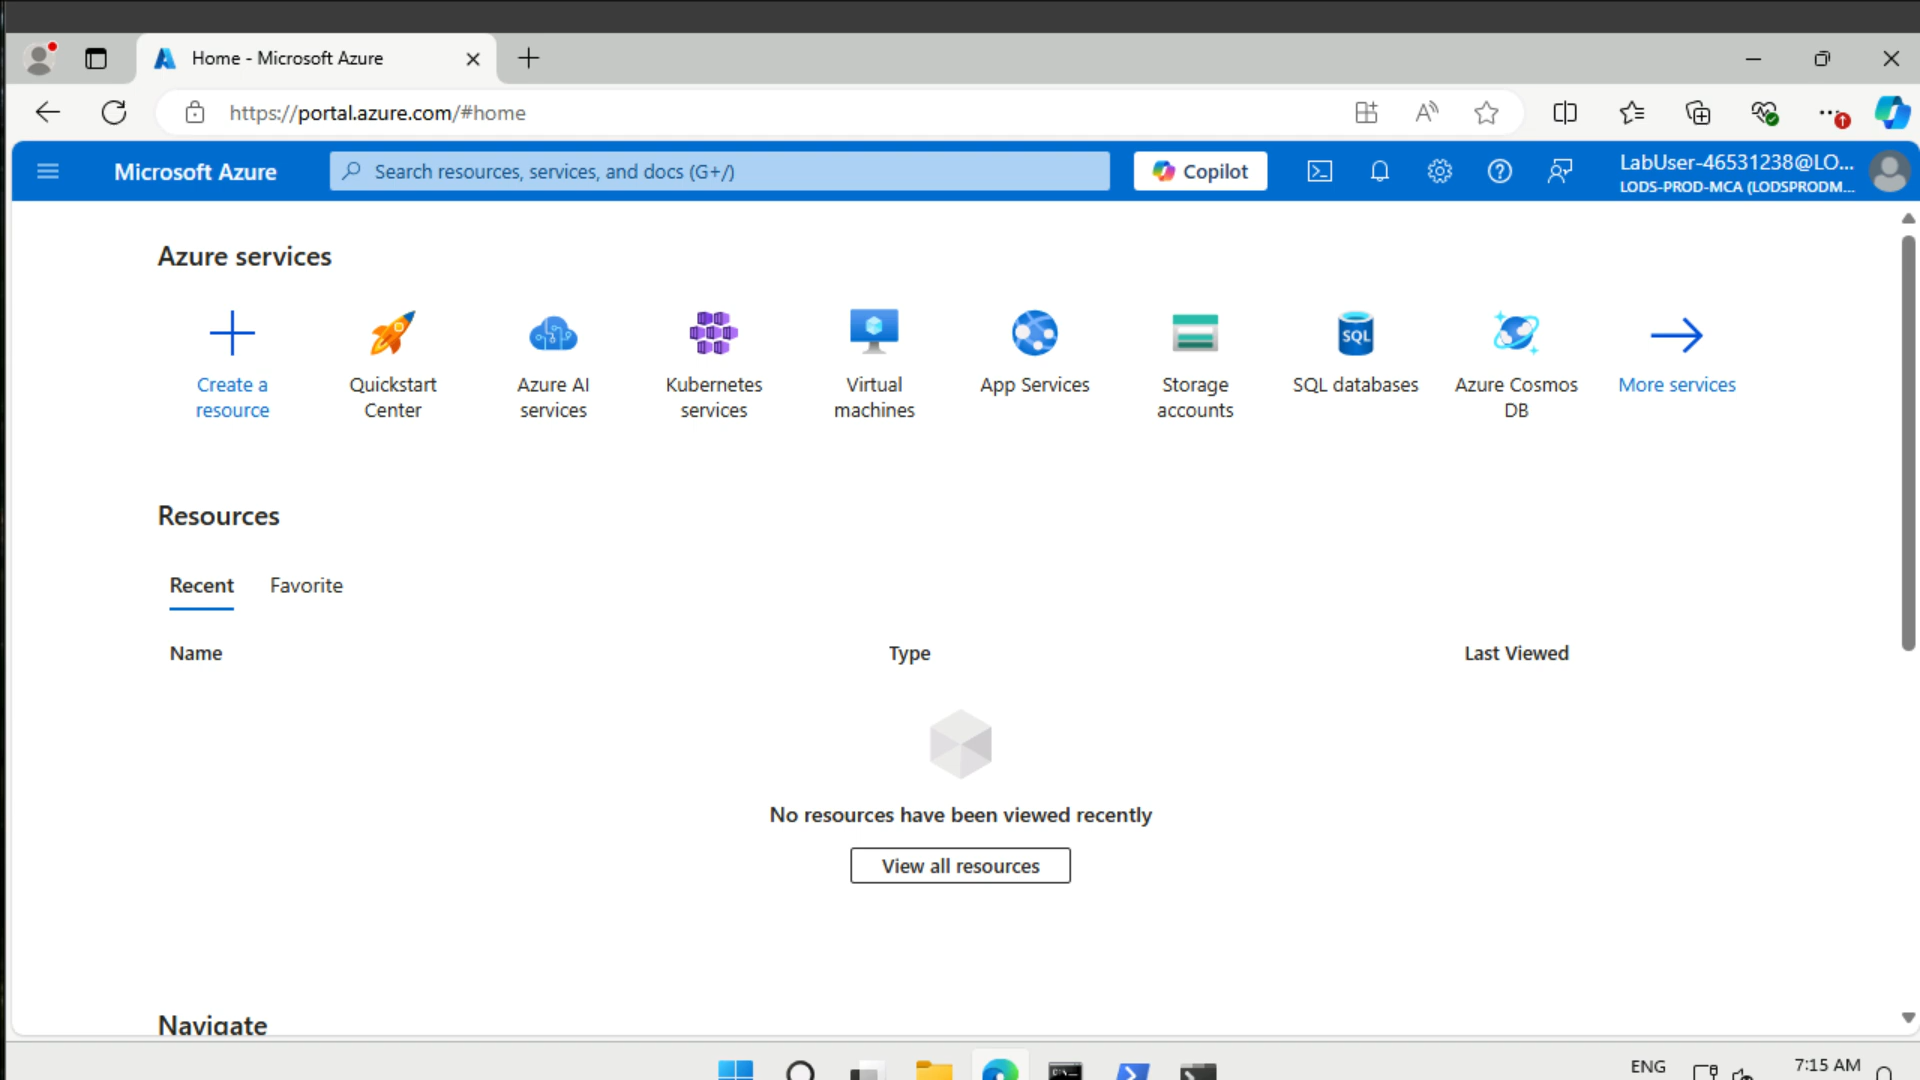 Home - Microsoft Azure
https://portal.azure.com/#home
Microsoft Azure
Search resources, services, and docs (G+/)
Copilot
LabUser-46531238@LO...
LODS-PROD-MCA (LODSPRODM...
Azure services
Create a resource
Quickstart Center
Azure AI services
Kubernetes services
Virtual machines
App Services
Storage accounts
SQL
SQL databases
Azure Cosmos DB
More services
Resources
Recent Favorite
Name Type Last Viewed
No resources have been viewed recently
View all resources
Navigate
ENG
7:15 AM